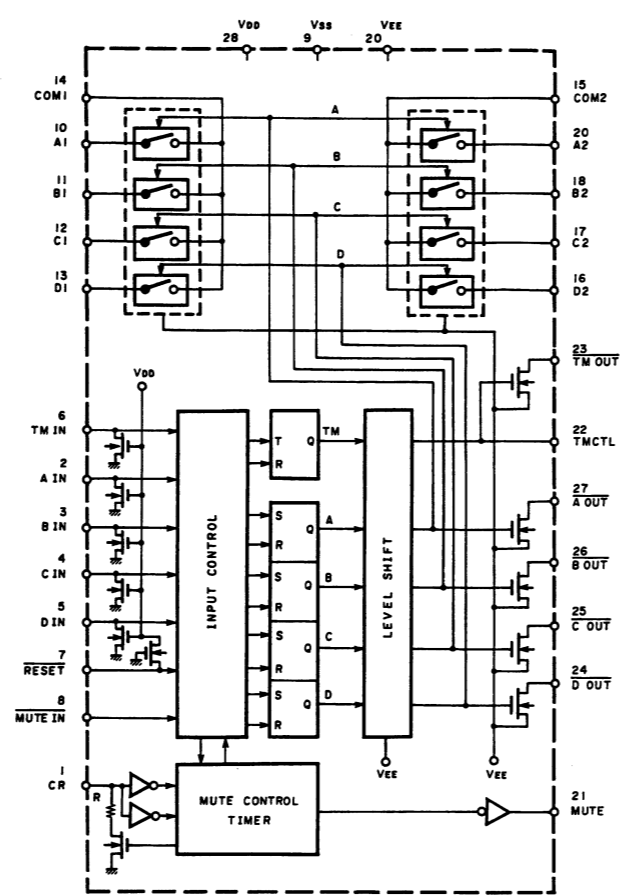 VDD
VSS
VEE
28
9
20
14
COM1
15
COM2
A
10
A1
20
A2
B
11
B1
18
B2
C
12
C1
17
C2
D
13
D1
16
D2
23
TM OUT
VDD
6
TM IN
22
TMCTL
T Q TM
R
2
A IN
27
A OUT
3
B IN
S Q A
R
26
B OUT
4
C IN
S Q B
R
25
C OUT
5
D IN
S Q C
R
7
RESET
24
D OUT
S Q D
R
8
MUTE IN
INPUT CONTROL
LEVEL SHIFT
VEE
VEE
1
CR
R
MUTE CONTROL
TIMER
21
MUTE